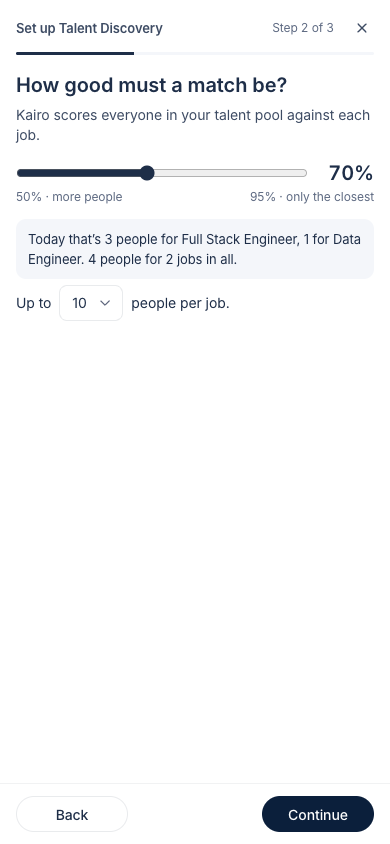 Set up Talent Discovery
Step 2 of 3
How good must a match be?
Kairo scores everyone in your talent pool against each
job.
70%
50% · more people
95% · only the closest
Today that’s 3 people for Full Stack Engineer, 1 for Data
Engineer. 4 people for 2 jobs in all.
Up to 10 people per job.
Back
Continue